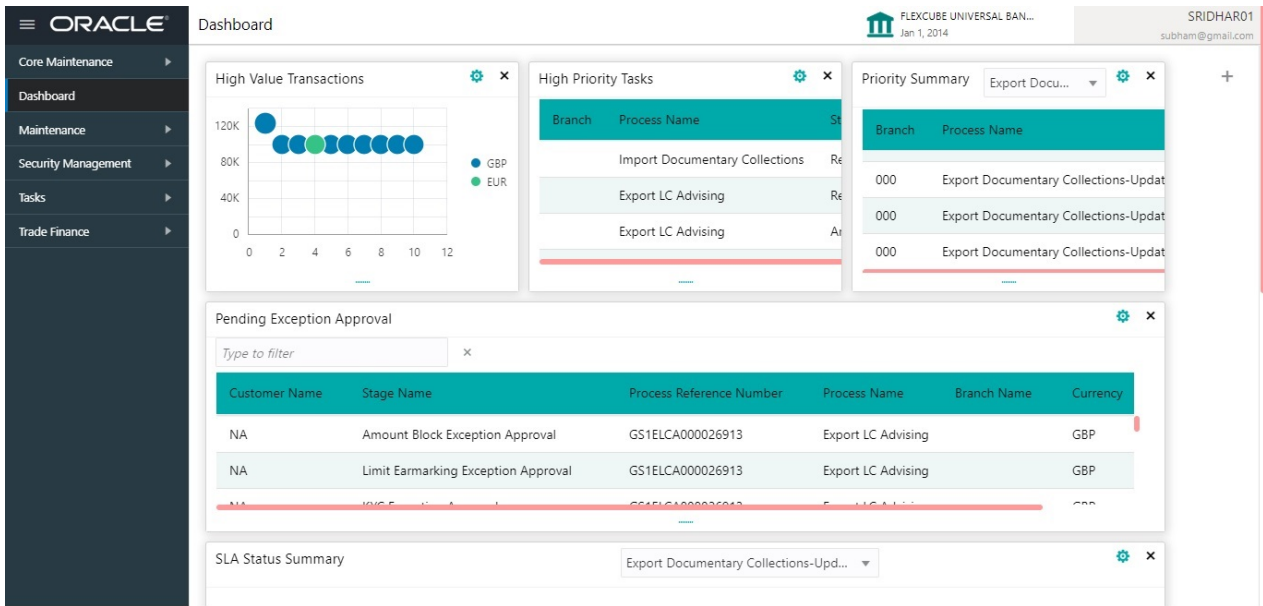 ORACLE
Dashboard
FLEXCUBE UNIVERSAL BAN...
Jan 1, 2014
SRIDHAR01
subham@gmail.com
Core Maintenance
Dashboard
Maintenance
Security Management
Tasks
Trade Finance
High Value Transactions
120K
80K
40K
0
0 2 4 6 8 10 12
GBP
EUR
High Priority Tasks
Branch Process Name St
Import Documentary Collections Re
Export LC Advising Re
Export LC Advising Ar
Priority Summary Export Docu...
Branch Process Name
000 Export Documentary Collections-Updat
000 Export Documentary Collections-Updat
000 Export Documentary Collections-Updat
Pending Exception Approval
Type to filter
Customer Name Stage Name Process Reference Number Process Name Branch Name Currency
NA Amount Block Exception Approval GS1ELCA000026913 Export LC Advising GBP
NA Limit Earmarking Exception Approval GS1ELCA000026913 Export LC Advising GBP
SLA Status Summary Export Documentary Collections-Upd...